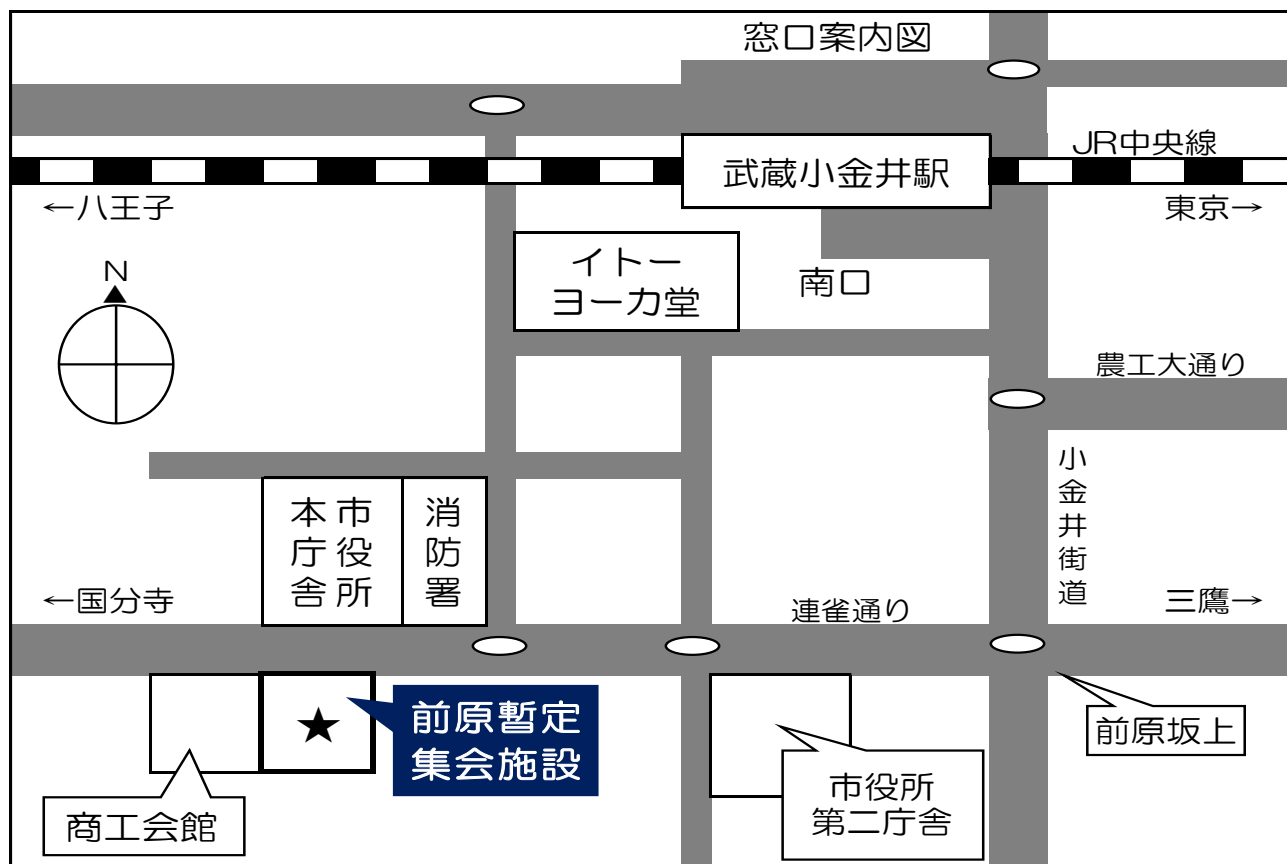 窓口案内図
JR中央線
武蔵小金井駅
←八王子
東京→
N
イトー
ヨーカ堂
南口
農工大通り
小金井街道
市役所
本庁舎
消防署
←国分寺
連雀通り
三鷹→
前原暫定
集会施設
前原坂上
★
商工会館
市役所
第二庁舎